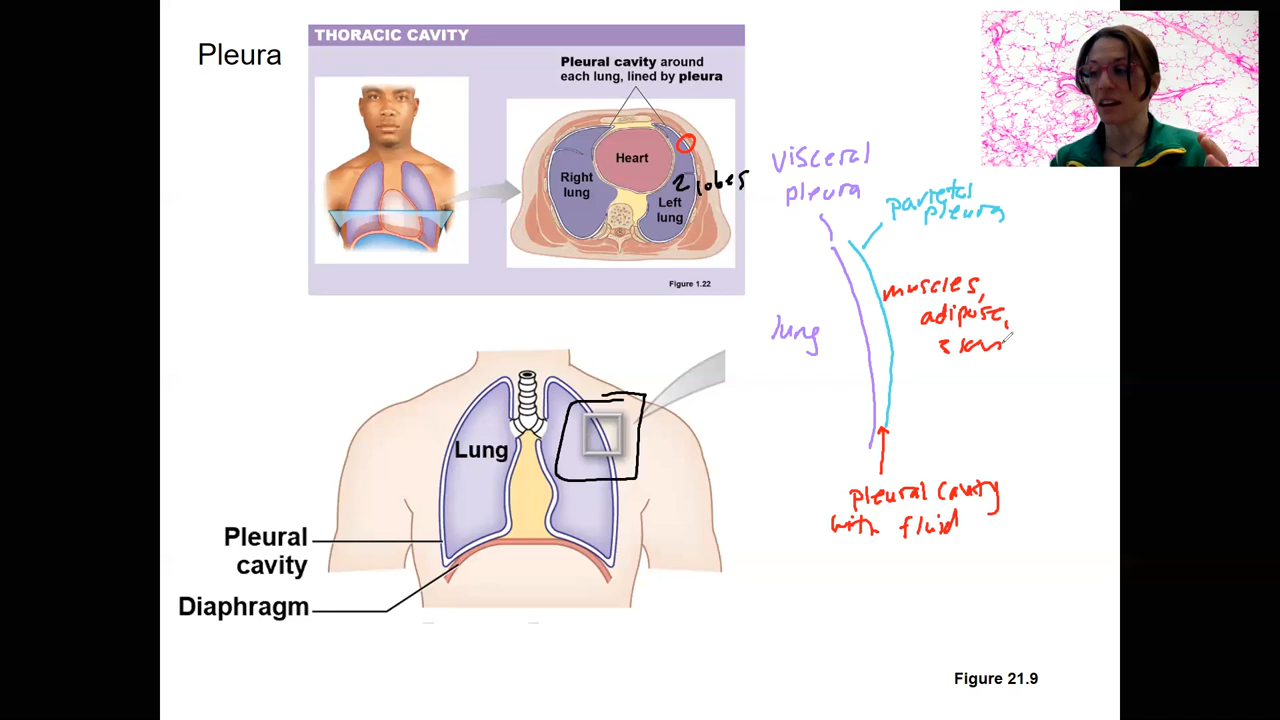 Pleura
THORACIC CAVITY
Pleural cavity around
each lung, lined by pleura
Heart
Right
lung
2 lobes
Left
lung
Figure 1.22
visceral
pleura
parietal
pleura
lung
muscles,
adipose,
Lung
Pleural
cavity
Diaphragm
pleural cavity
with fluid
Figure 21.9